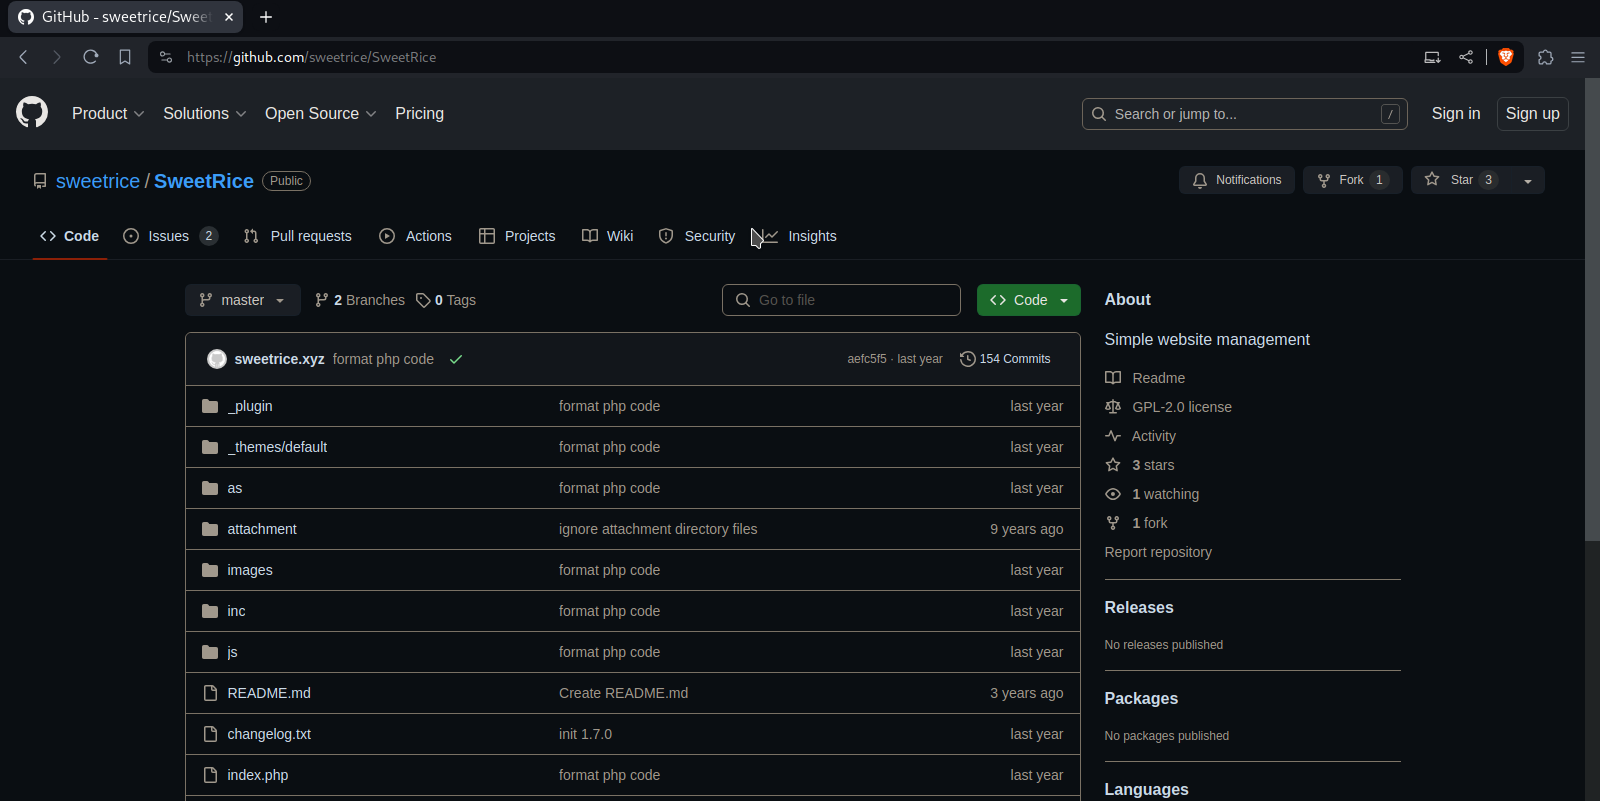 GitHub - sweetrice/Sweet
https://github.com/sweetrice/SweetRice
Product Solutions Open Source Pricing Search or jump to... / Sign in Sign up
sweetrice / SweetRice Public Notifications Fork 1 Star 3
Code Issues 2 Pull requests Actions Projects Wiki Security Insights
master 2 Branches 0 Tags Go to file Code
sweetrice.xyz format php code aefc5f5 · last year 154 Commits
_plugin format php code last year
_themes/default format php code last year
as format php code last year
attachment ignore attachment directory files 9 years ago
images format php code last year
inc format php code last year
js format php code last year
README.md Create README.md 3 years ago
changelog.txt init 1.7.0 last year
index.php format php code last year
About
Simple website management
Readme
GPL-2.0 license
Activity
3 stars
1 watching
1 fork
Report repository
Releases
No releases published
Packages
No packages published
Languages